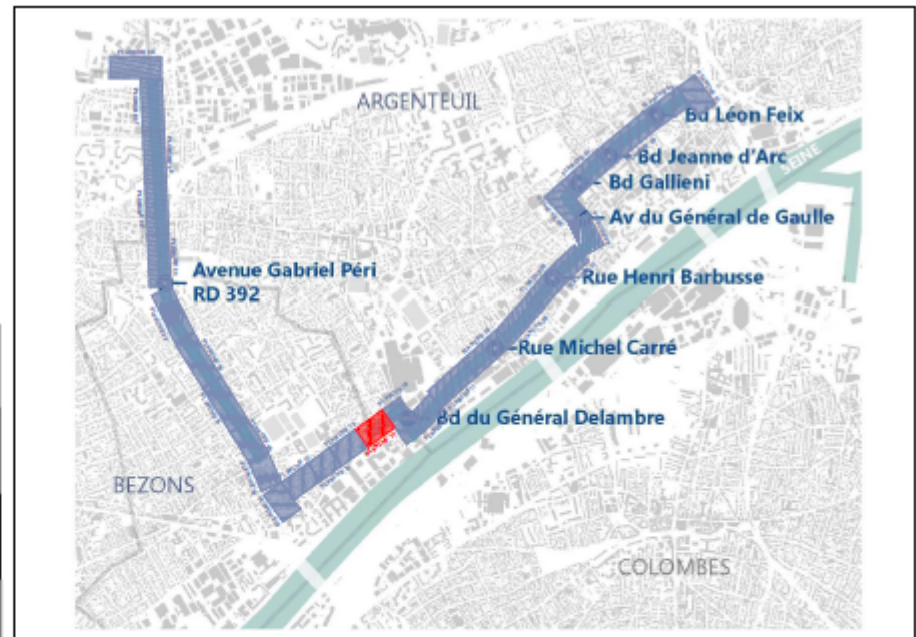 ARGENTEUIL
Bd Léon Feix
Bd Jeanne d'Arc
Bd Gallieni
SEINE
Av du Général de Gaulle
Avenue Gabriel Péri
RD 392
Rue Henri Barbusse
Rue Michel Carré
Bd du Général Delambre
BEZONS
COLOMBES